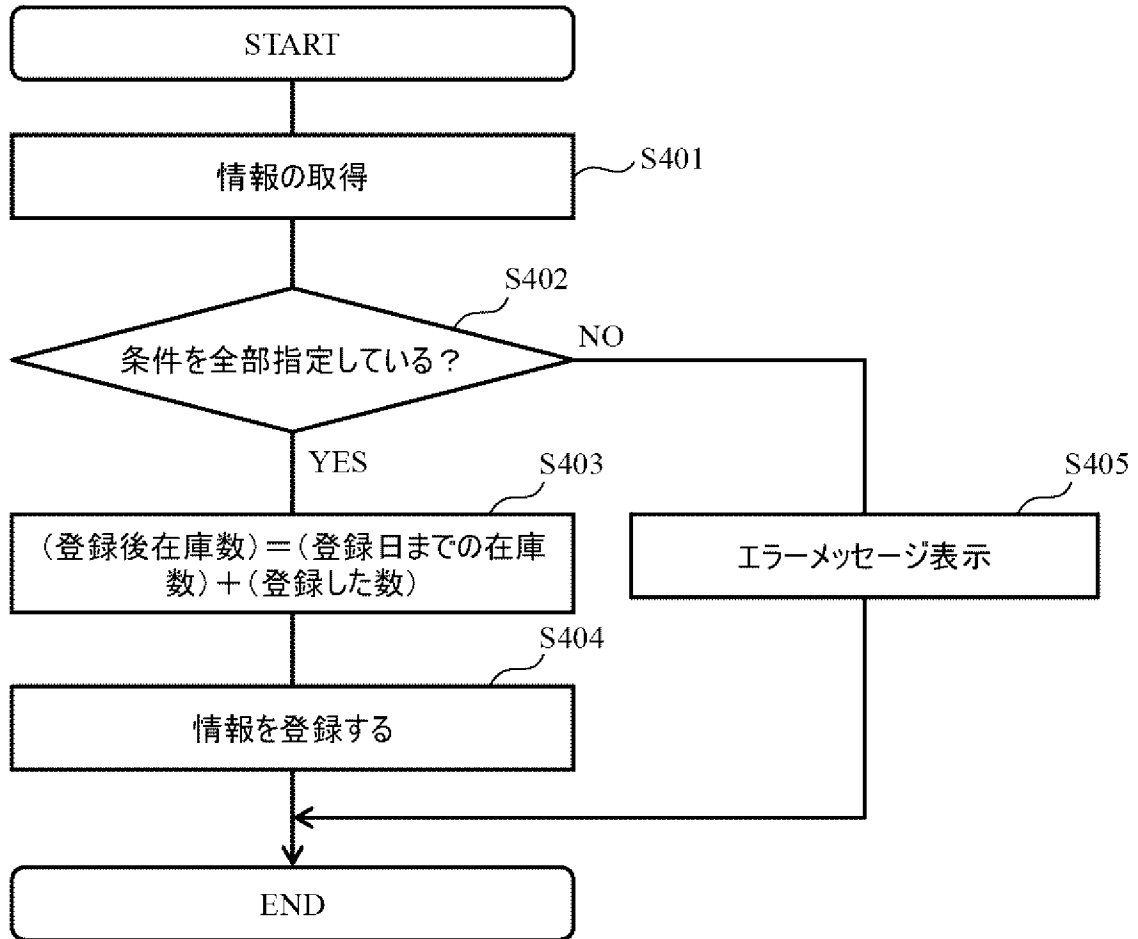 START
情報の取得
S401
S402
条件を全部指定している？
NO
YES
S403
（登録後在庫数）＝（登録日までの在庫
数）＋（登録した数）
S405
エラーメッセージ表示
S404
情報を登録する
END